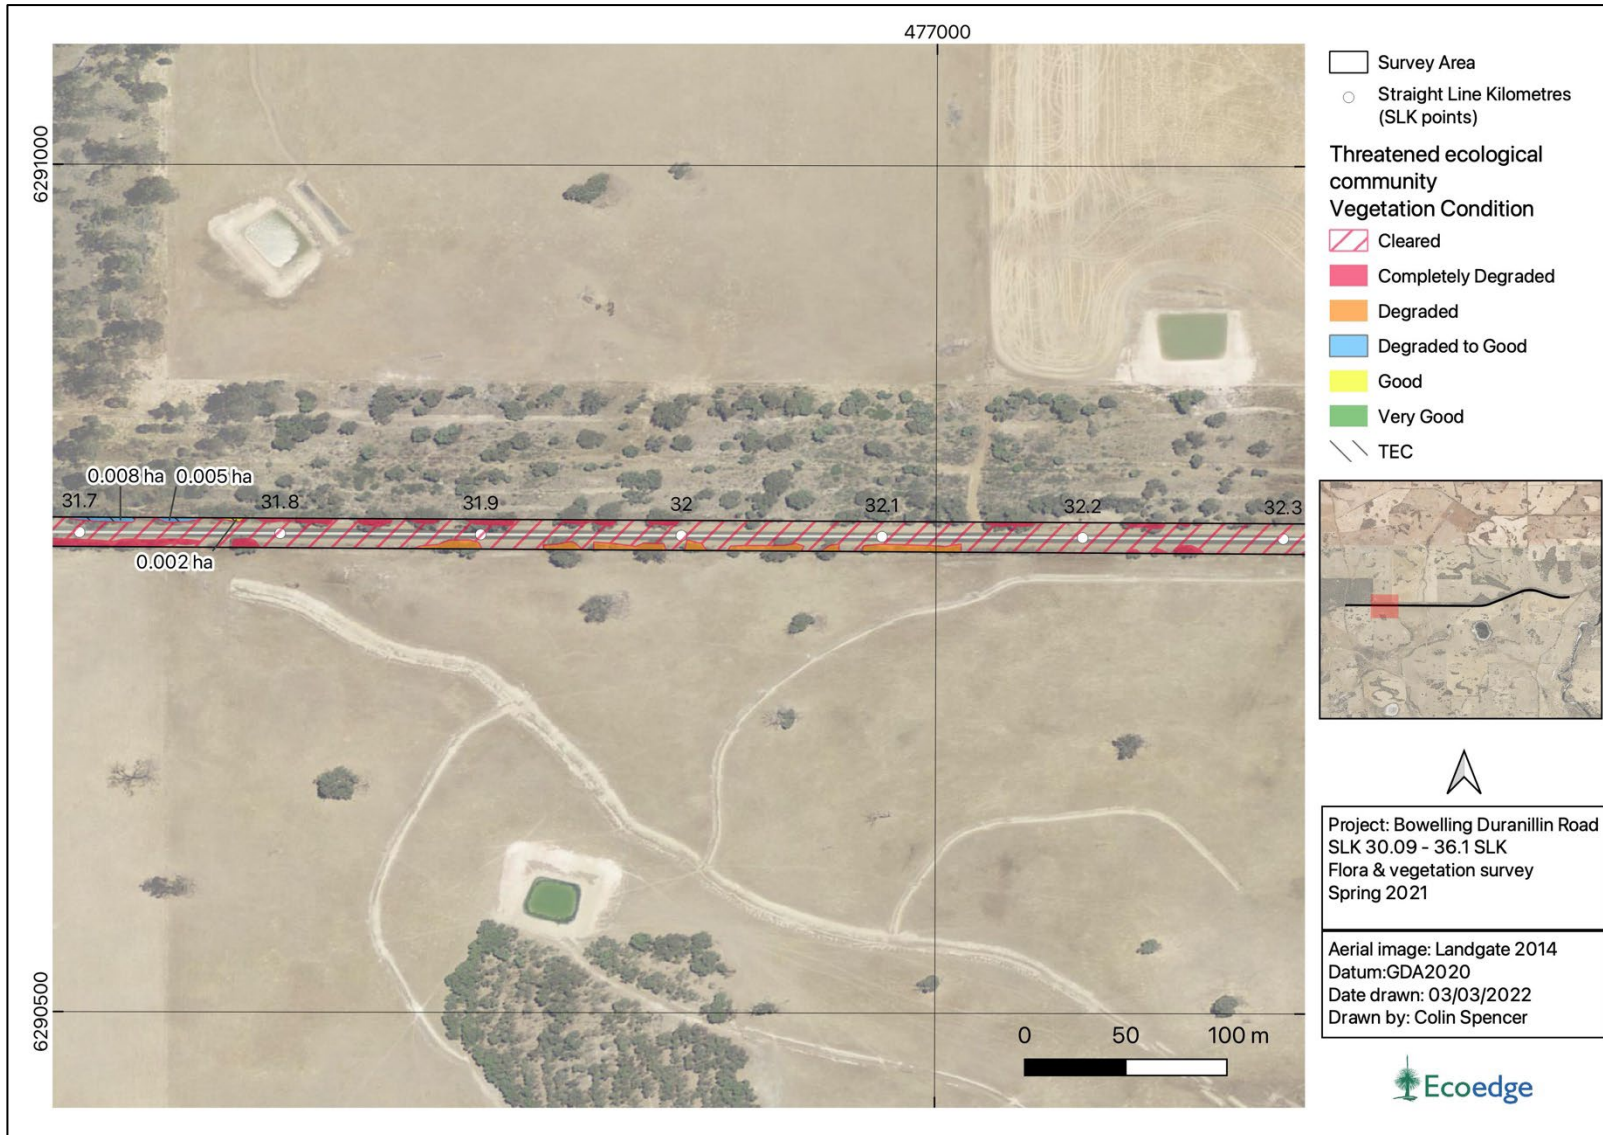 477000
6291000
6290500
0.008 ha
0.005 ha
31.7
31.8
31.9
32
32.1
32.2
32.3
0.002 ha
0
50
100 m
Survey Area
Straight Line Kilometres
(SLK points)
Threatened ecological
community
Vegetation Condition
Cleared
Completely Degraded
Degraded
Degraded to Good
Good
Very Good
TEC
Project: Bowelling Duranillin Road
SLK 30.09 - 36.1 SLK
Flora & vegetation survey
Spring 2021
Aerial image: Landgate 2014
Datum:GDA2020
Date drawn: 03/03/2022
Drawn by: Colin Spencer
Ecoedge